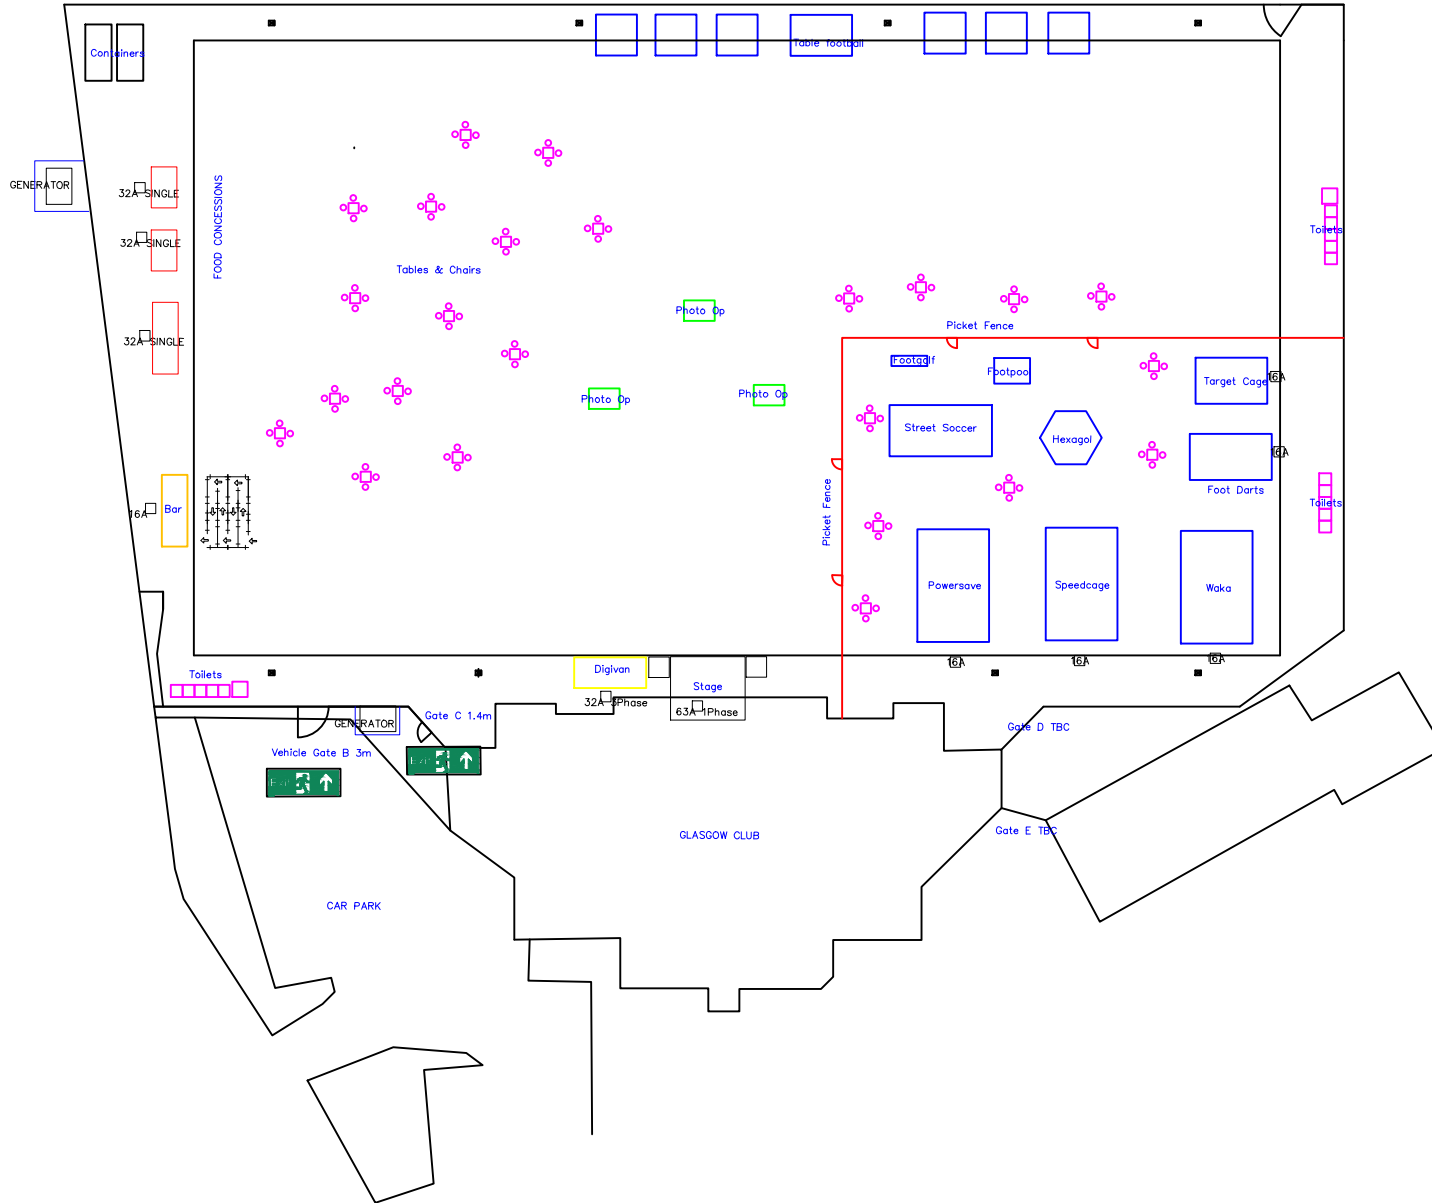 Containers
Table football
GENERATOR
32A SINGLE
32A SINGLE
32A SINGLE
FOOD CONCESSIONS
Tables & Chairs
Toilets
Photo Op
Photo Op
Photo Op
Picket Fence
Footgolf
Footpool
Target Cage
16A
Street Soccer
Hexagol
16A
Foot Darts
Toilets
Picket Fence
16A
Bar
Powersave
Speedcage
Waka
16A
16A
16A
Toilets
Digivan
Stage
32A 3Phase
63A 1Phase
GENERATOR
Gate C 1.4m
Vehicle Gate B 3m
Exit
Exit
Gate D TBC
Gate E TBC
GLASGOW CLUB
CAR PARK